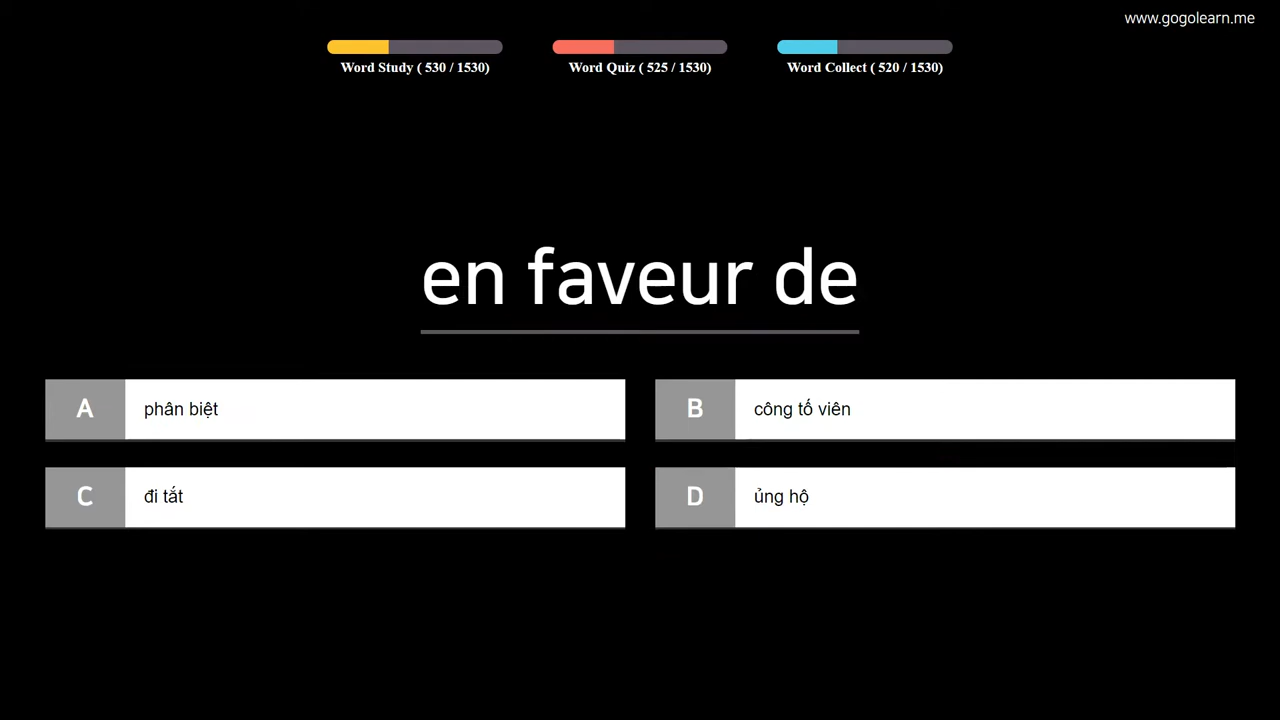 www.gogolearn.me
Word Study ( 530 / 1530)
Word Quiz ( 525 / 1530)
Word Collect ( 520 / 1530)
en faveur de
A phân biệt
B công tố viên
C đi tắt
D ủng hộ